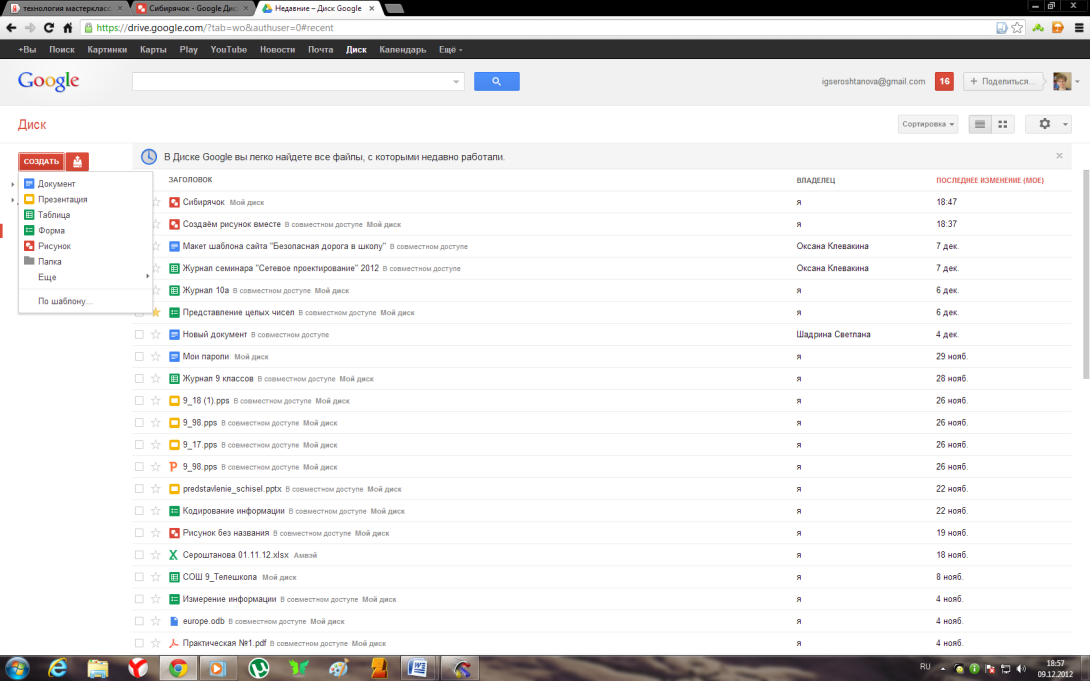 технология мастерклас
Сибирячок - Google Дис
Недавние – Диск Google
https://drive.google.com/?tab=wo&authuser=0#recent
+Вы Поиск Картинки Карты Play YouTube Новости Почта Диск Календарь Ещё
Google
igseroshtanova@gmail.com 16 + Поделиться...
Диск
Сортировка
СОЗДАТЬ
Документ
Презентация
Таблица
Форма
Рисунок
Папка
Еще
По шаблону...
В Диске Google вы легко найдете все файлы, с которыми недавно работали.
ЗАГОЛОВОК ВЛАДЕЛЕЦ ПОСЛЕДНЕЕ ИЗМЕНЕНИЕ (МОЕ)
Сибирячок Мой диск я 18:47
Создаём рисунок вместе В совместном доступе Мой диск я 18:37
Макет шаблона сайта "Безопасная дорога в школу" В совместном доступе Оксана Клевакина 7 дек.
Журнал семинара "Сетевое проектирование" 2012 В совместном доступе Оксана Клевакина 7 дек.
Журнал 10а В совместном доступе Мой диск я 6 дек.
Представление целых чисел В совместном доступе Мой диск я 6 дек.
Новый документ В совместном доступе Шадрина Светлана 4 дек.
Мои пароли Мой диск я 29 нояб.
Журнал 9 классов В совместном доступе Мой диск я 28 нояб.
9_18 (1).pps В совместном доступе Мой диск я 26 нояб.
9_98.pps В совместном доступе Мой диск я 26 нояб.
9_17.pps В совместном доступе Мой диск я 26 нояб.
9_98.pps В совместном доступе Мой диск я 26 нояб.
predstavlenie_schisel.pptx В совместном доступе Мой диск я 22 нояб.
Кодирование информации В совместном доступе Мой диск я 22 нояб.
Рисунок без названия В совместном доступе Мой диск я 19 нояб.
Сероштанова 01.11.12.xlsx Амвэй я 18 нояб.
СОШ 9_Телешкола Мой диск я 8 нояб.
Измерение информации В совместном доступе Мой диск я 4 нояб.
europe.odb В совместном доступе Мой диск я 4 нояб.
Практическая №1.pdf В совместном доступе Мой диск я 4 нояб.
RU 18:57
09.12.2012